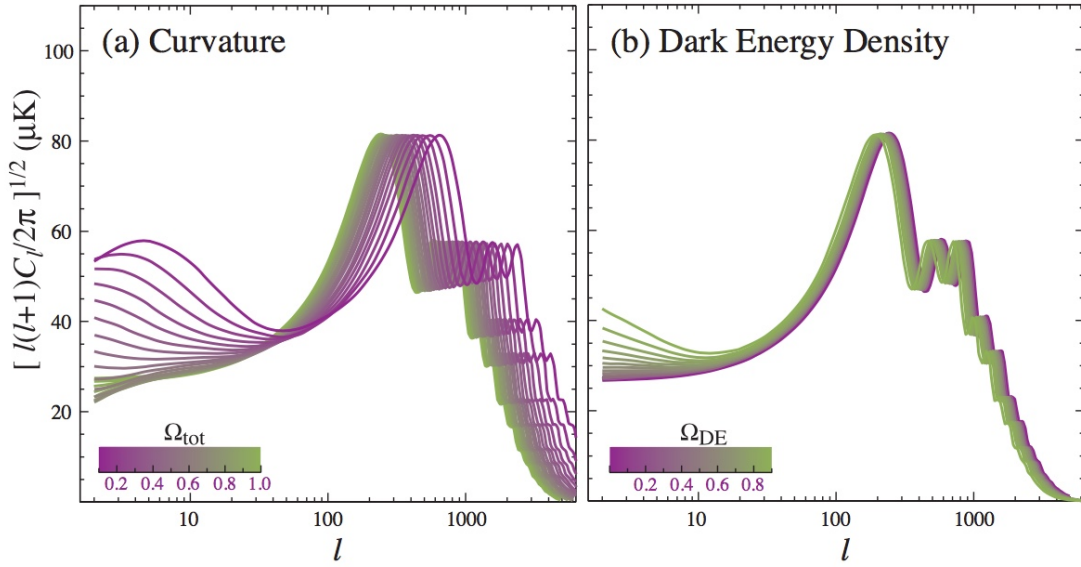 (a) Curvature
(b) Dark Energy Density
[ l(l+1)C_l/2π ]^{1/2} (μK)
100
80
60
40
20
Ω_tot
0.2 0.4 0.6 0.8 1.0
Ω_DE
0.2 0.4 0.6 0.8
10 100 1000
10 100 1000
l
l